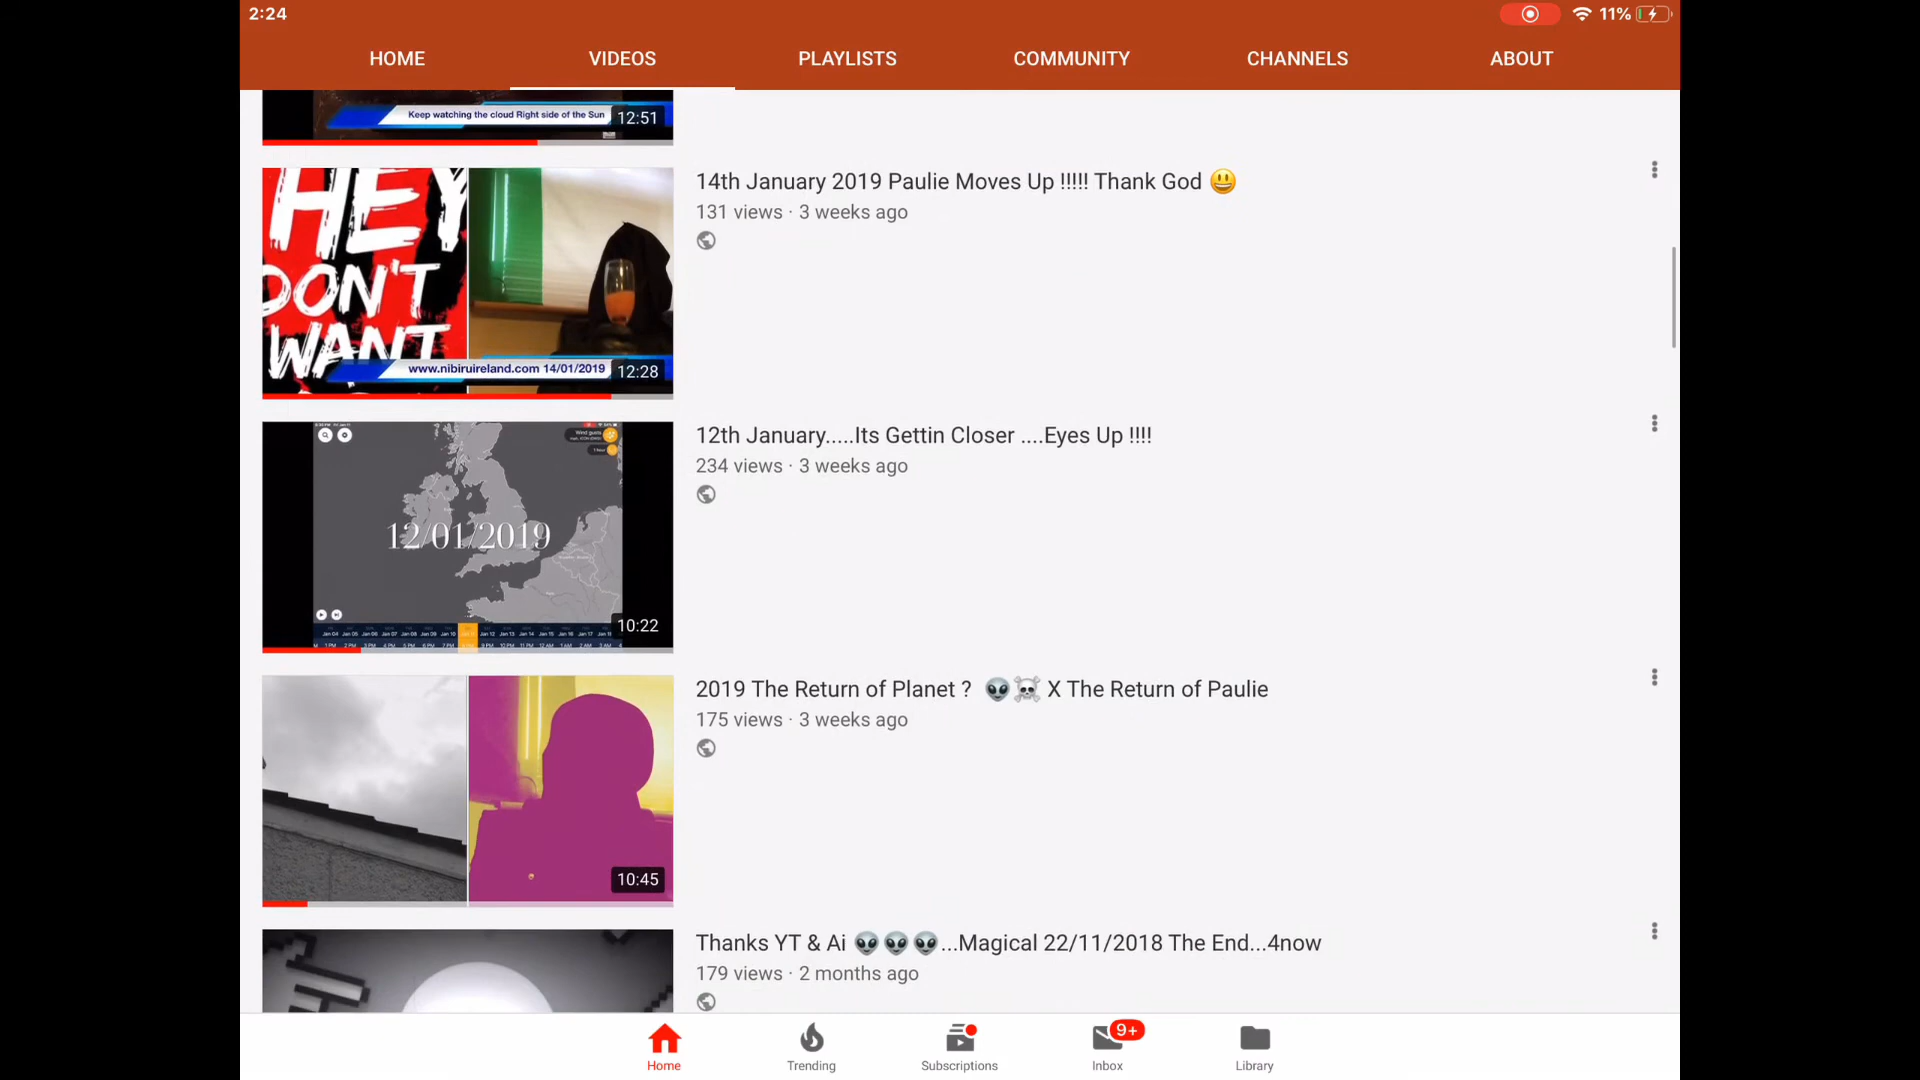 2:24
11%
HOME
VIDEOS
PLAYLISTS
COMMUNITY
CHANNELS
ABOUT
Keep watching the cloud Right side of the Sun
12:51
HEY
DON'T
WANT
www.nibiruireland.com 14/01/2019
12:28
14th January 2019 Paulie Moves Up !!!!! Thank God 😃
131 views · 3 weeks ago
12/01/2019
10:22
12th January.....Its Gettin Closer ....Eyes Up !!!!
234 views · 3 weeks ago
10:45
2019 The Return of Planet ? 👽☠️ X The Return of Paulie
175 views · 3 weeks ago
Thanks YT & Ai 👽👽👽...Magical 22/11/2018 The End...4now
179 views · 2 months ago
Home
Trending
Subscriptions
9+
Inbox
Library